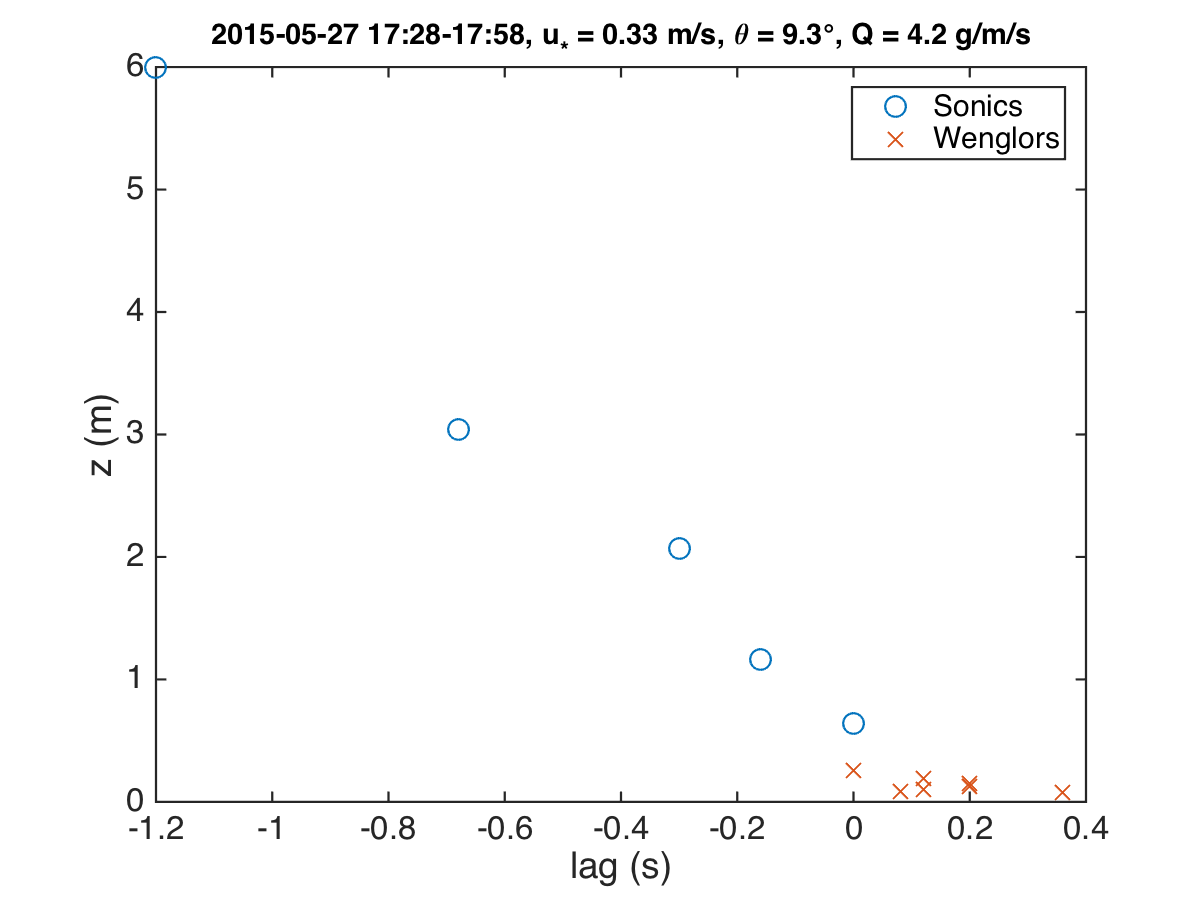 2015-05-27 17:28-17:58, u* = 0.33 m/s, θ = 9.3°, Q = 4.2 g/m/s
Sonics
Wenglors
6
5
4
3
2
1
0
z (m)
-1.2 -1 -0.8 -0.6 -0.4 -0.2 0 0.2 0.4
lag (s)